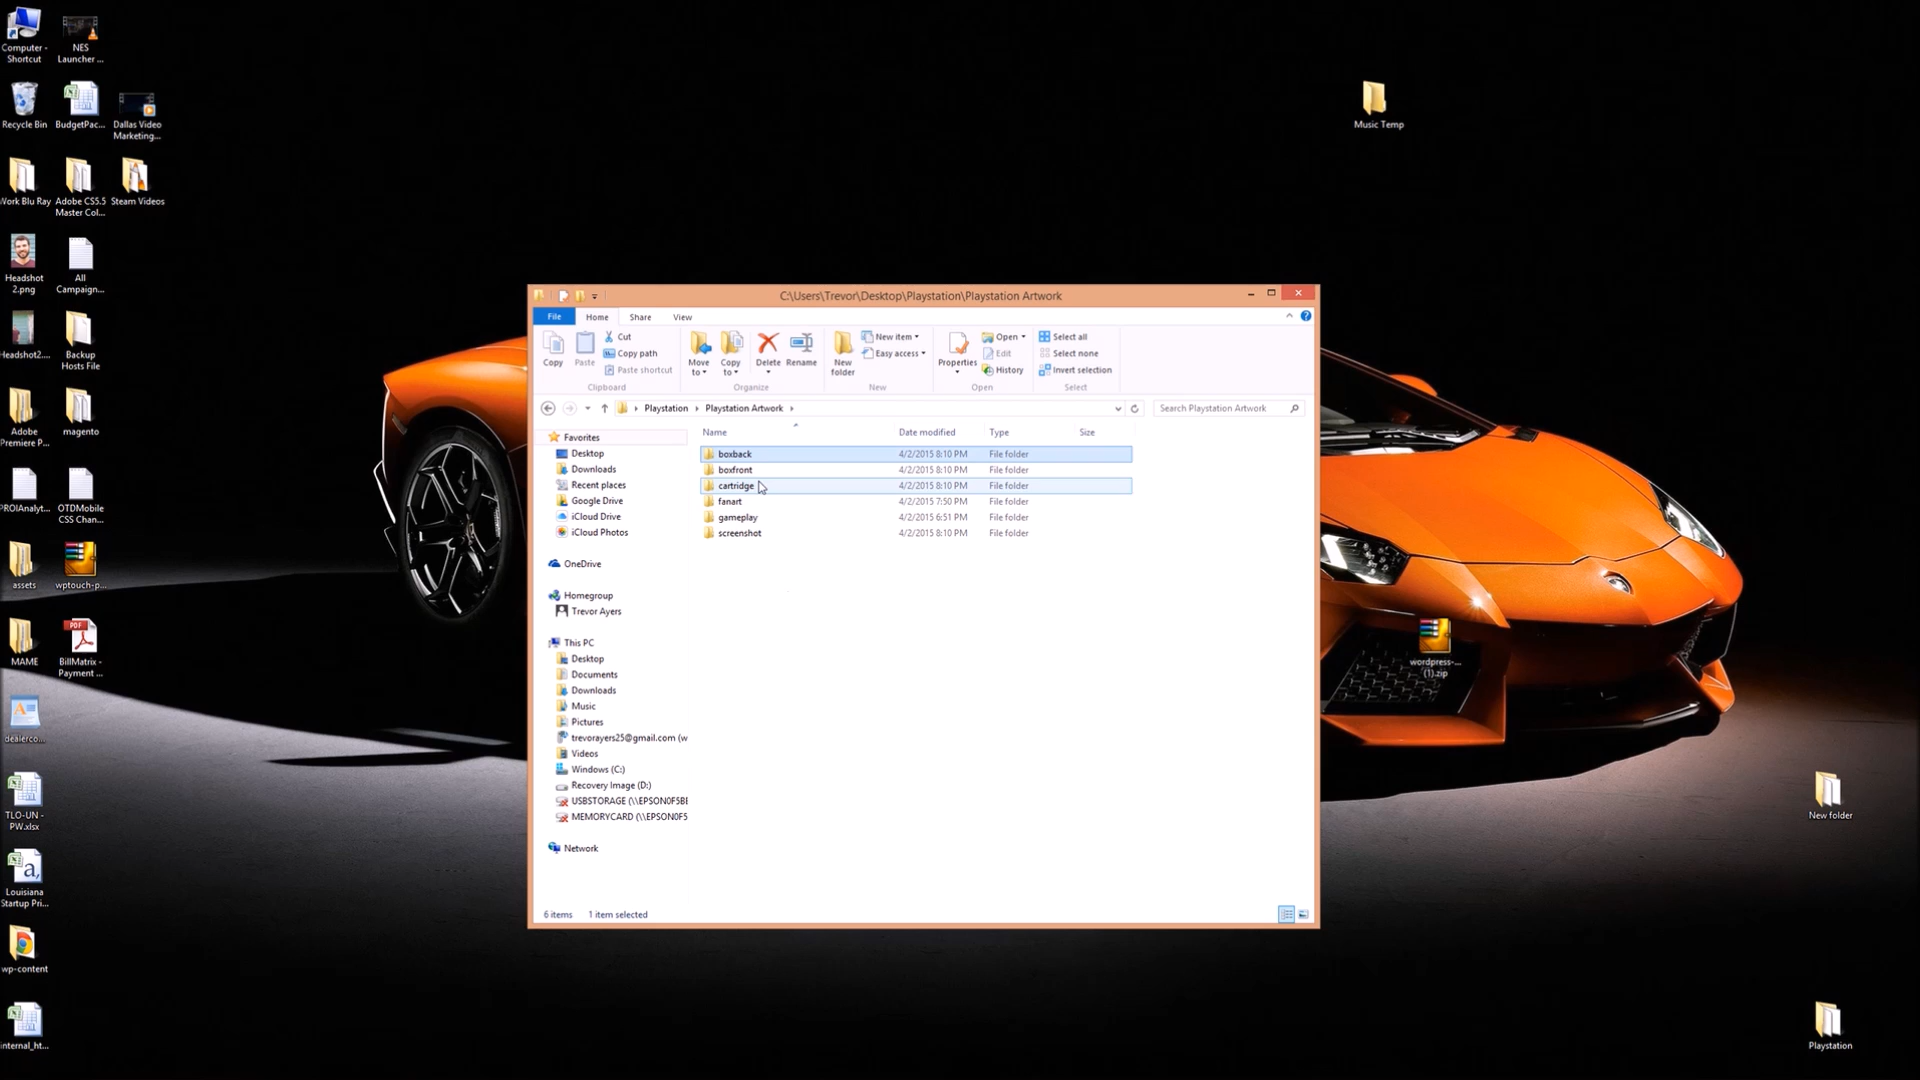 Computer -
Shortcut
NES
Launcher ...
Recycle Bin
BudgetPac...
Dallas Video
Marketing...
Work Blu Ray
Adobe CS5.5
Master Col...
Steam Videos
Headshot
2.png
All
Campaign...
Headshot2....
Backup
Hosts File
Adobe
Premiere P...
magento
PROIAnalyt...
OTDMobile
CSS Chan...
assets
wptouch-p...
MAME
PDF
BillMatrix -
Payment ...
dealerco...
TLO-UN -
PW.xlsx
Louisiana
Startup Pri...
wp-content
internal_ht...
Music Temp
wordpress-...
(1).zip
New folder
Playstation
C:\Users\Trevor\Desktop\Playstation\Playstation Artwork
File Home Share View
Copy
Paste
Cut
Copy path
Paste shortcut
Clipboard
Move
to
Copy
to
Delete
Rename
Organize
New
folder
New item
Easy access
New
Properties
Open
Edit
History
Open
Select all
Select none
Invert selection
Select
Playstation Playstation Artwork
Search Playstation Artwork
Favorites
Desktop
Downloads
Recent places
Google Drive
iCloud Drive
iCloud Photos
OneDrive
Homegroup
Trevor Ayers
This PC
Desktop
Documents
Downloads
Music
Pictures
trevorayers25@gmail.com (w
Videos
Windows (C:)
Recovery Image (D:)
USBSTORAGE (\\EPSON0F5BE
MEMORYCARD (\\EPSON0F5
Network
Name Date modified Type Size
boxback 4/2/2015 8:10 PM File folder
boxfront 4/2/2015 8:10 PM File folder
cartridge 4/2/2015 8:10 PM File folder
fanart 4/2/2015 7:50 PM File folder
gameplay 4/2/2015 6:51 PM File folder
screenshot 4/2/2015 8:10 PM File folder
6 items 1 item selected